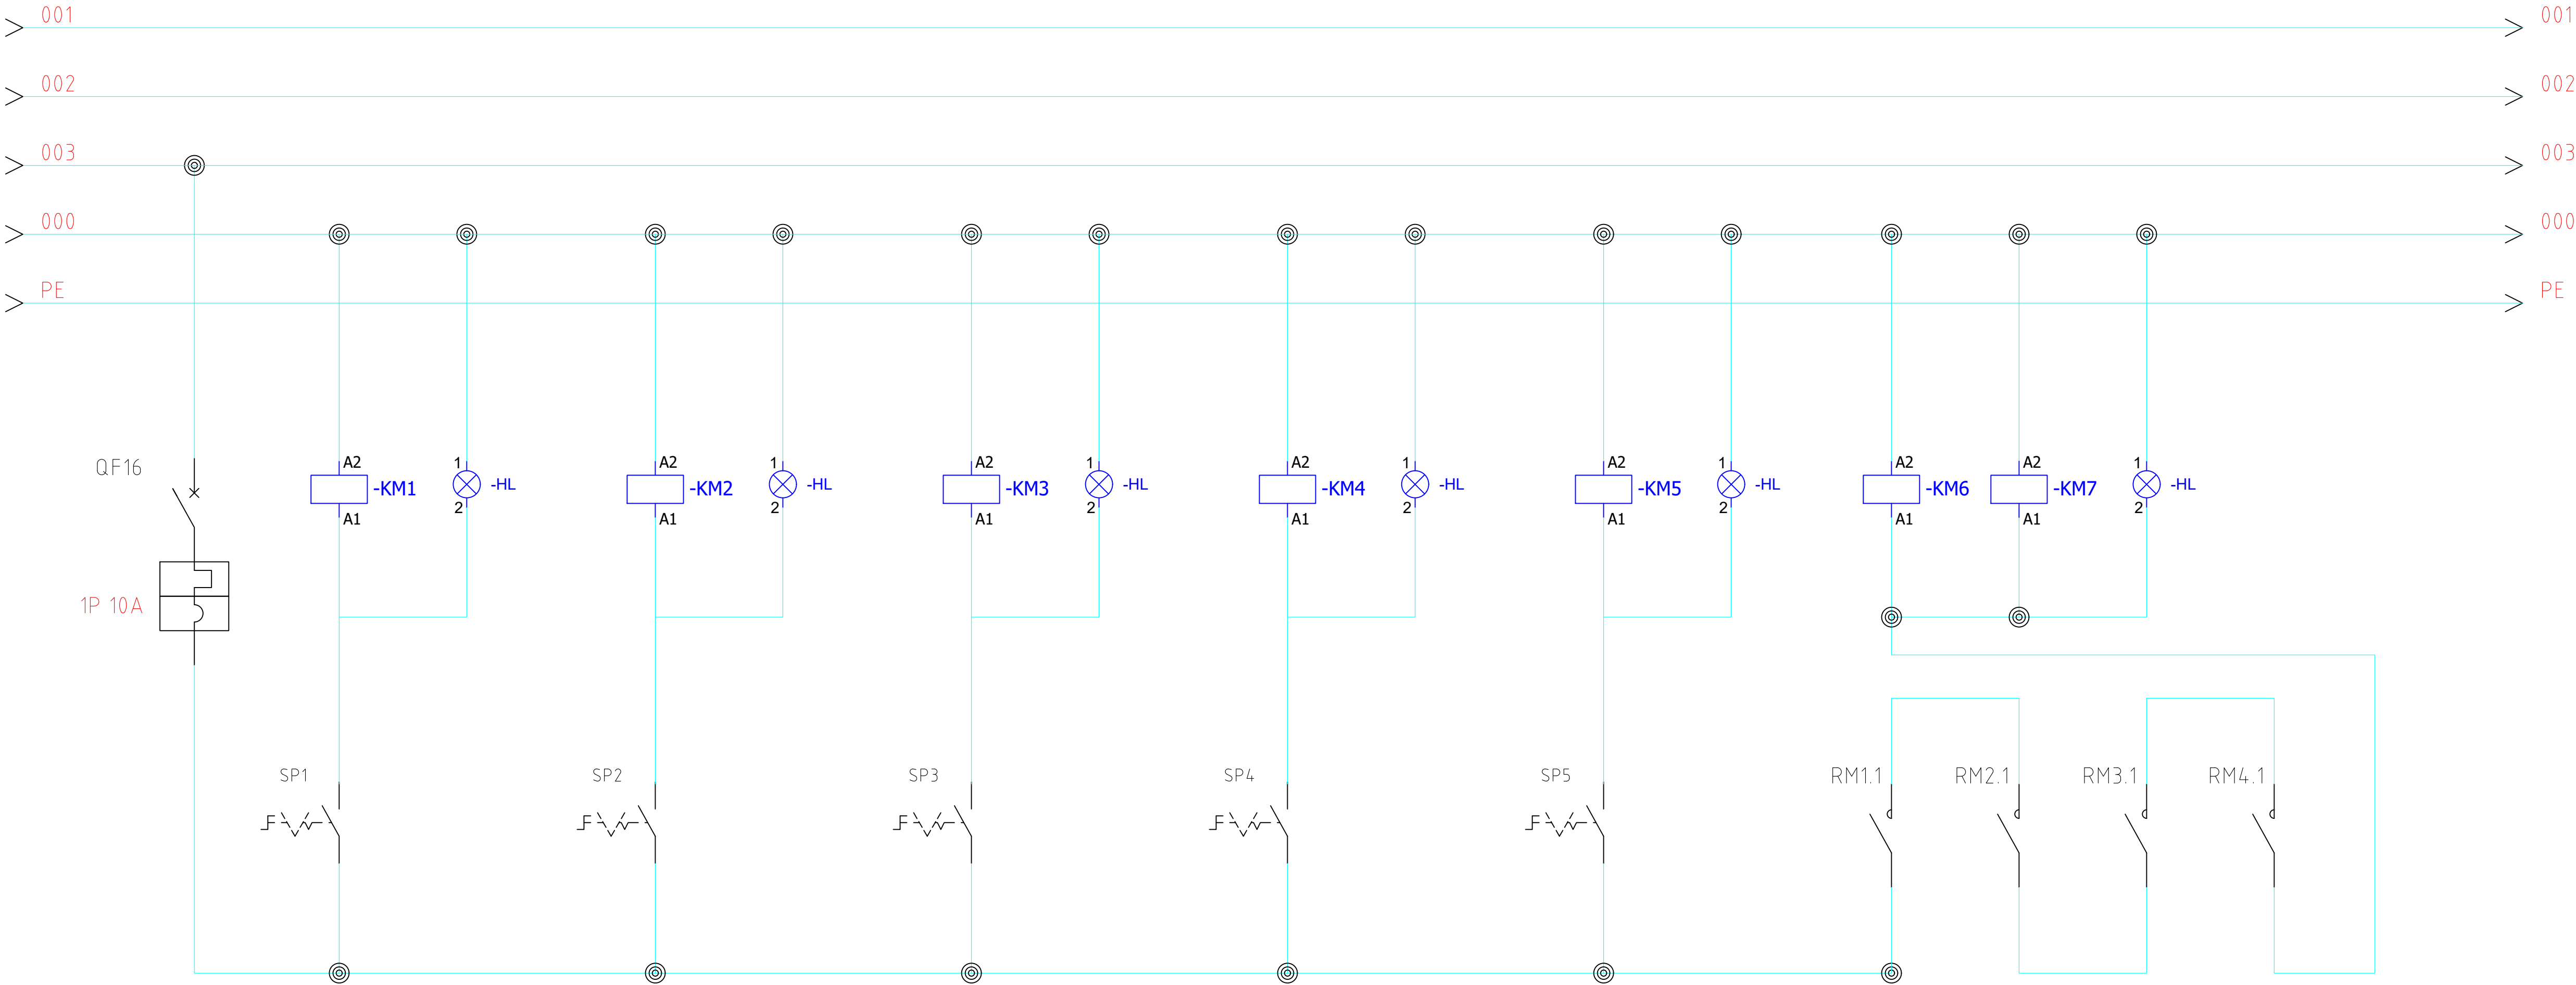 001 001
002 002
003 003
000 000
PE PE
QF16
1P 10A
A2 -KM1 A1
1 -HL 2
A2 -KM2 A1
1 -HL 2
A2 -KM3 A1
1 -HL 2
A2 -KM4 A1
1 -HL 2
A2 -KM5 A1
1 -HL 2
A2 -KM6 A1
A2 -KM7 A1
1 -HL 2
SP1 SP2 SP3 SP4 SP5 RM1.1 RM2.1 RM3.1 RM4.1